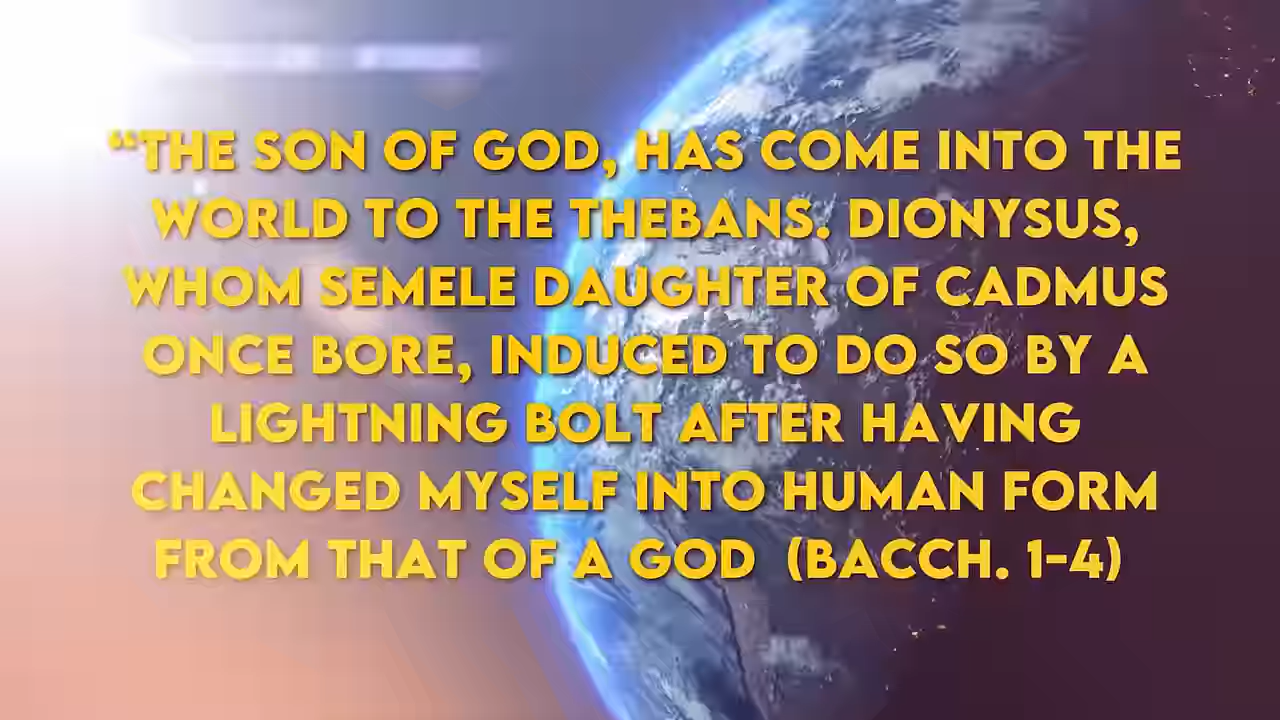 “THE SON OF GOD, HAS COME INTO THE
WORLD TO THE THEBANS. DIONYSUS,
WHOM SEMELE DAUGHTER OF CADMUS
ONCE BORE, INDUCED TO DO SO BY A
LIGHTNING BOLT AFTER HAVING
CHANGED MYSELF INTO HUMAN FORM
FROM THAT OF A GOD (BACCH. 1-4)